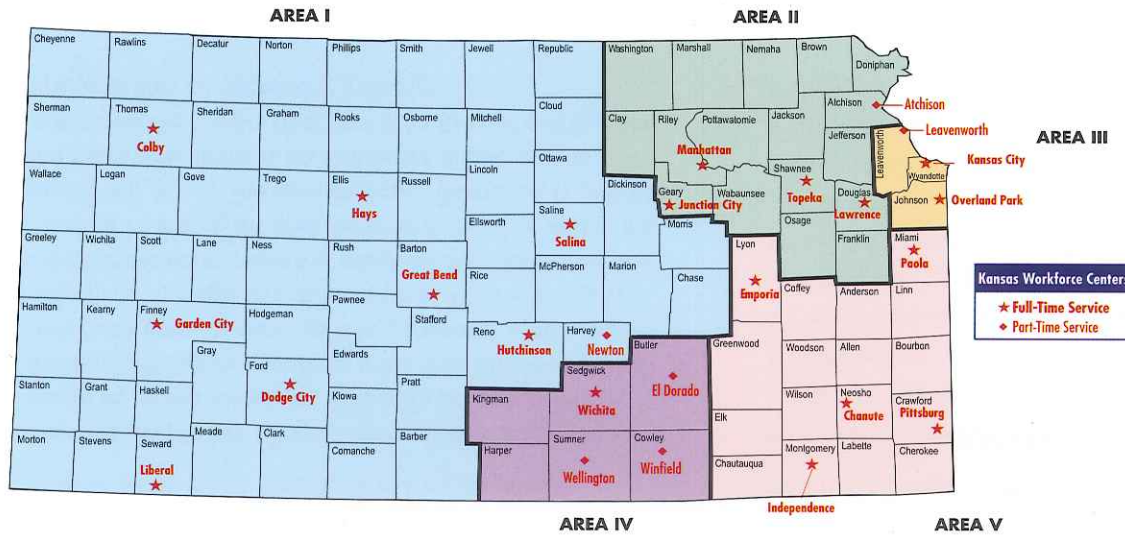 AREA I
AREA II
Cheyenne
Rawlins
Decatur
Norton
Phillips
Smith
Jewell
Republic
Washington
Marshall
Nemaha
Brown
Doniphan
Sherman
Thomas
Colby
Sheridan
Graham
Rooks
Osborne
Mitchell
Cloud
Clay
Riley
Pottawatomie
Manhattan
Jackson
Atchison
Atchison
Jefferson
Leavenworth
Leavenworth
AREA III
Kansas City
Wyandotte
Wallace
Logan
Gove
Trego
Ellis
Hays
Russell
Lincoln
Ottawa
Saline
Salina
Dickinson
Geary
Junction City
Wabaunsee
Shawnee
Topeka
Douglas
Lawrence
Johnson
Overland Park
Ellsworth
Morris
Osage
Franklin
Miami
Paola
Greeley
Wichita
Scott
Lane
Ness
Rush
Barton
Great Bend
Rice
McPherson
Marion
Chase
Lyon
Emporia
Coffey
Anderson
Linn
Kansas Workforce Centers
Full-Time Service
Part-Time Service
Hamilton
Kearny
Finney
Garden City
Hodgeman
Pawnee
Stafford
Reno
Hutchinson
Harvey
Newton
Butler
El Dorado
Greenwood
Woodson
Allen
Bourbon
Stanton
Grant
Haskell
Gray
Ford
Dodge City
Edwards
Kiowa
Pratt
Kingman
Sedgwick
Wichita
Elk
Wilson
Neosho
Chanute
Crawford
Pittsburg
Morton
Stevens
Seward
Liberal
Meade
Clark
Comanche
Barber
Harper
Sumner
Wellington
Cowley
Winfield
Chautauqua
Montgomery
Labette
Cherokee
Independence
AREA IV
AREA V